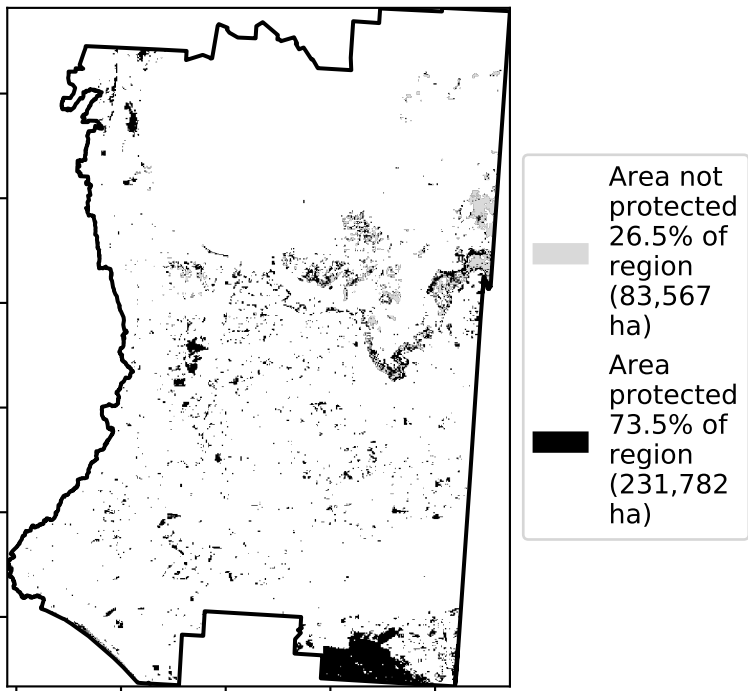 Area not
protected
26.5% of
region
(83,567
ha)
Area
protected
73.5% of
region
(231,782
ha)